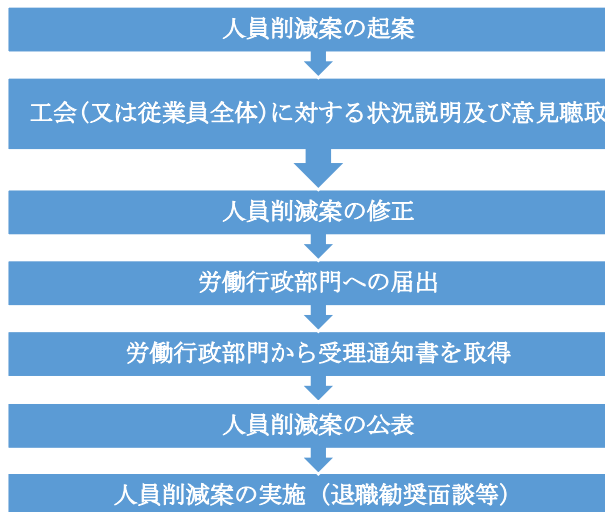 人員削減案の起案
工会(又は従業員全体)に対する状況説明及び意見聴取
人員削減案の修正
労働行政部門への届出
労働行政部門から受理通知書を取得
人員削減案の公表
人員削減案の実施（退職勧奨面談等）